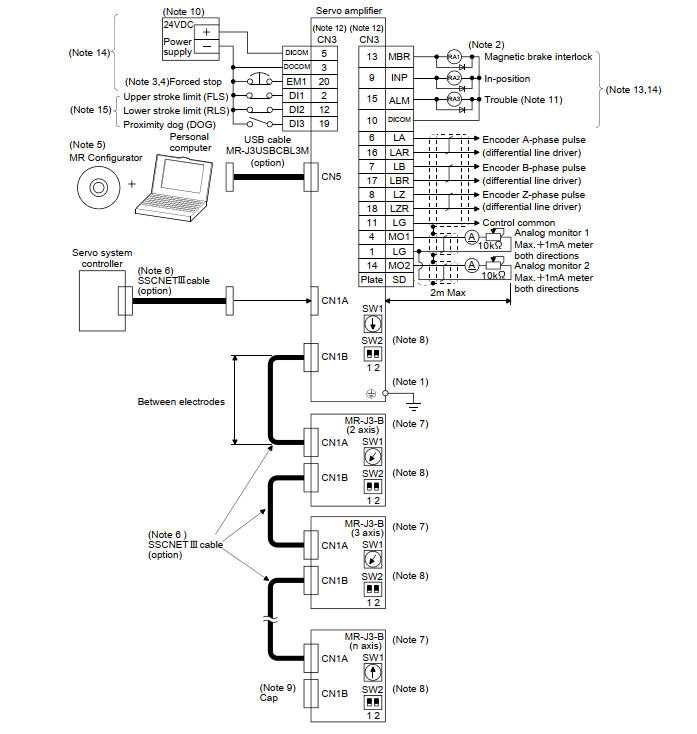 (Note 10)
24VDC
Power
supply
+
−
Servo amplifier
(Note 12)
CN3
(Note 12)
CN3
(Note 14)
DICOM 5
DOCOM 3
(Note 3,4)Forced stop EM1 20
(Note 15)
Upper stroke limit (FLS) DI1 2
Lower stroke limit (RLS) DI2 12
Proximity dog (DOG) DI3 19
13 MBR RA1 Magnetic brake interlock
(Note 2)
9 INP RA2 In-position
15 ALM RA3 Trouble (Note 11)
10 DICOM
(Note 13,14)
6 LA Encoder A-phase pulse
16 LAR (differential line driver)
7 LB Encoder B-phase pulse
17 LBR (differential line driver)
8 LZ Encoder Z-phase pulse
18 LZR (differential line driver)
11 LG Control common
4 MO1 A 10kΩ
Analog monitor 1
Max.＋1mA meter
both directions
1 LG
14 MO2 A 10kΩ
Analog monitor 2
Max.＋1mA meter
both directions
Plate SD
2m Max
(Note 5)
MR Configurator
+
Personal
computer
USB cable
MR-J3USBCBL3M
(option)
CN5
Servo system
controller
(Note 6)
SSCNETⅢcable
(option)
CN1A
SW1
SW2
1 2
(Note 8)
CN1B
(Note 1)
Between electrodes
MR-J3-B
(2 axis)
(Note 7)
CN1A
SW1
CN1B
SW2
1 2
(Note 8)
(Note 6 )
SSCNETⅢ cable
(option)
MR-J3-B
(3 axis)
(Note 7)
CN1A
SW1
CN1B
SW2
1 2
(Note 8)
MR-J3-B
(n axis)
(Note 7)
CN1A
SW1
(Note 9)
Cap
CN1B
SW2
1 2
(Note 8)